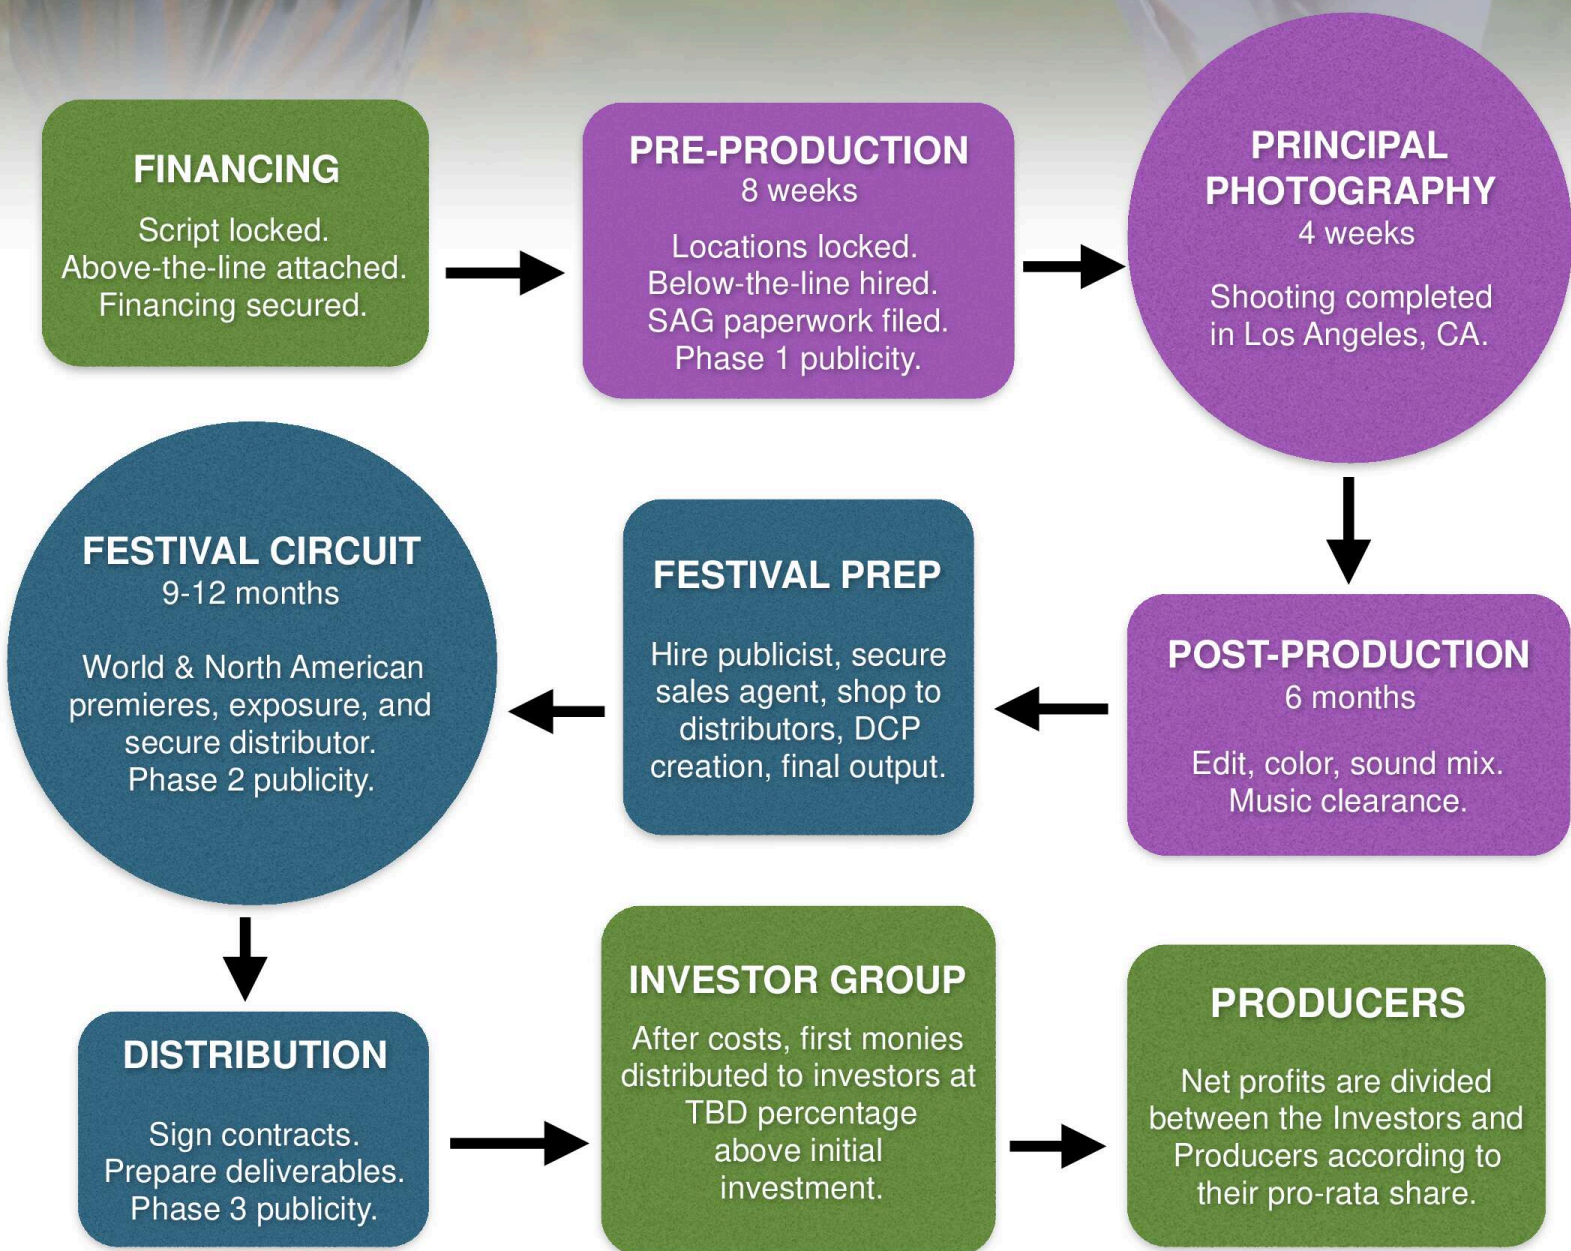 FINANCING
Script locked.
Above-the-line attached.
Financing secured.
PRE-PRODUCTION
8 weeks
Locations locked.
Below-the-line hired.
SAG paperwork filed.
Phase 1 publicity.
PRINCIPAL
PHOTOGRAPHY
4 weeks
Shooting completed
in Los Angeles, CA.
POST-PRODUCTION
6 months
Edit, color, sound mix.
Music clearance.
FESTIVAL PREP
Hire publicist, secure
sales agent, shop to
distributors, DCP
creation, final output.
FESTIVAL CIRCUIT
9-12 months
World & North American
premieres, exposure, and
secure distributor.
Phase 2 publicity.
DISTRIBUTION
Sign contracts.
Prepare deliverables.
Phase 3 publicity.
INVESTOR GROUP
After costs, first monies
distributed to investors at
TBD percentage
above initial
investment.
PRODUCERS
Net profits are divided
between the Investors and
Producers according to
their pro-rata share.